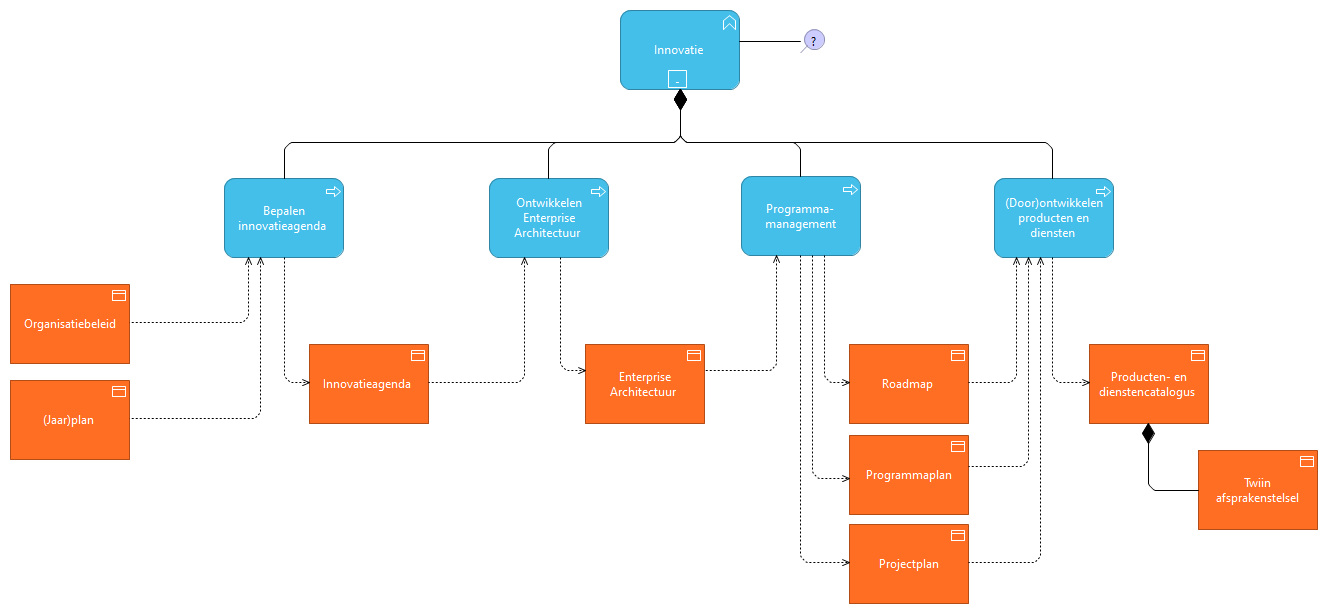 Innovatie
?
-
Bepalen
innovatieagenda
Ontwikkelen
Enterprise
Architectuur
Programma-
management
(Door)ontwikkelen
producten en
diensten
Organisatiebeleid
(Jaar)plan
Innovatieagenda
Enterprise
Architectuur
Roadmap
Programmaplan
Projectplan
Producten- en
dienstencatalogus
Twiin
afsprakenstelsel